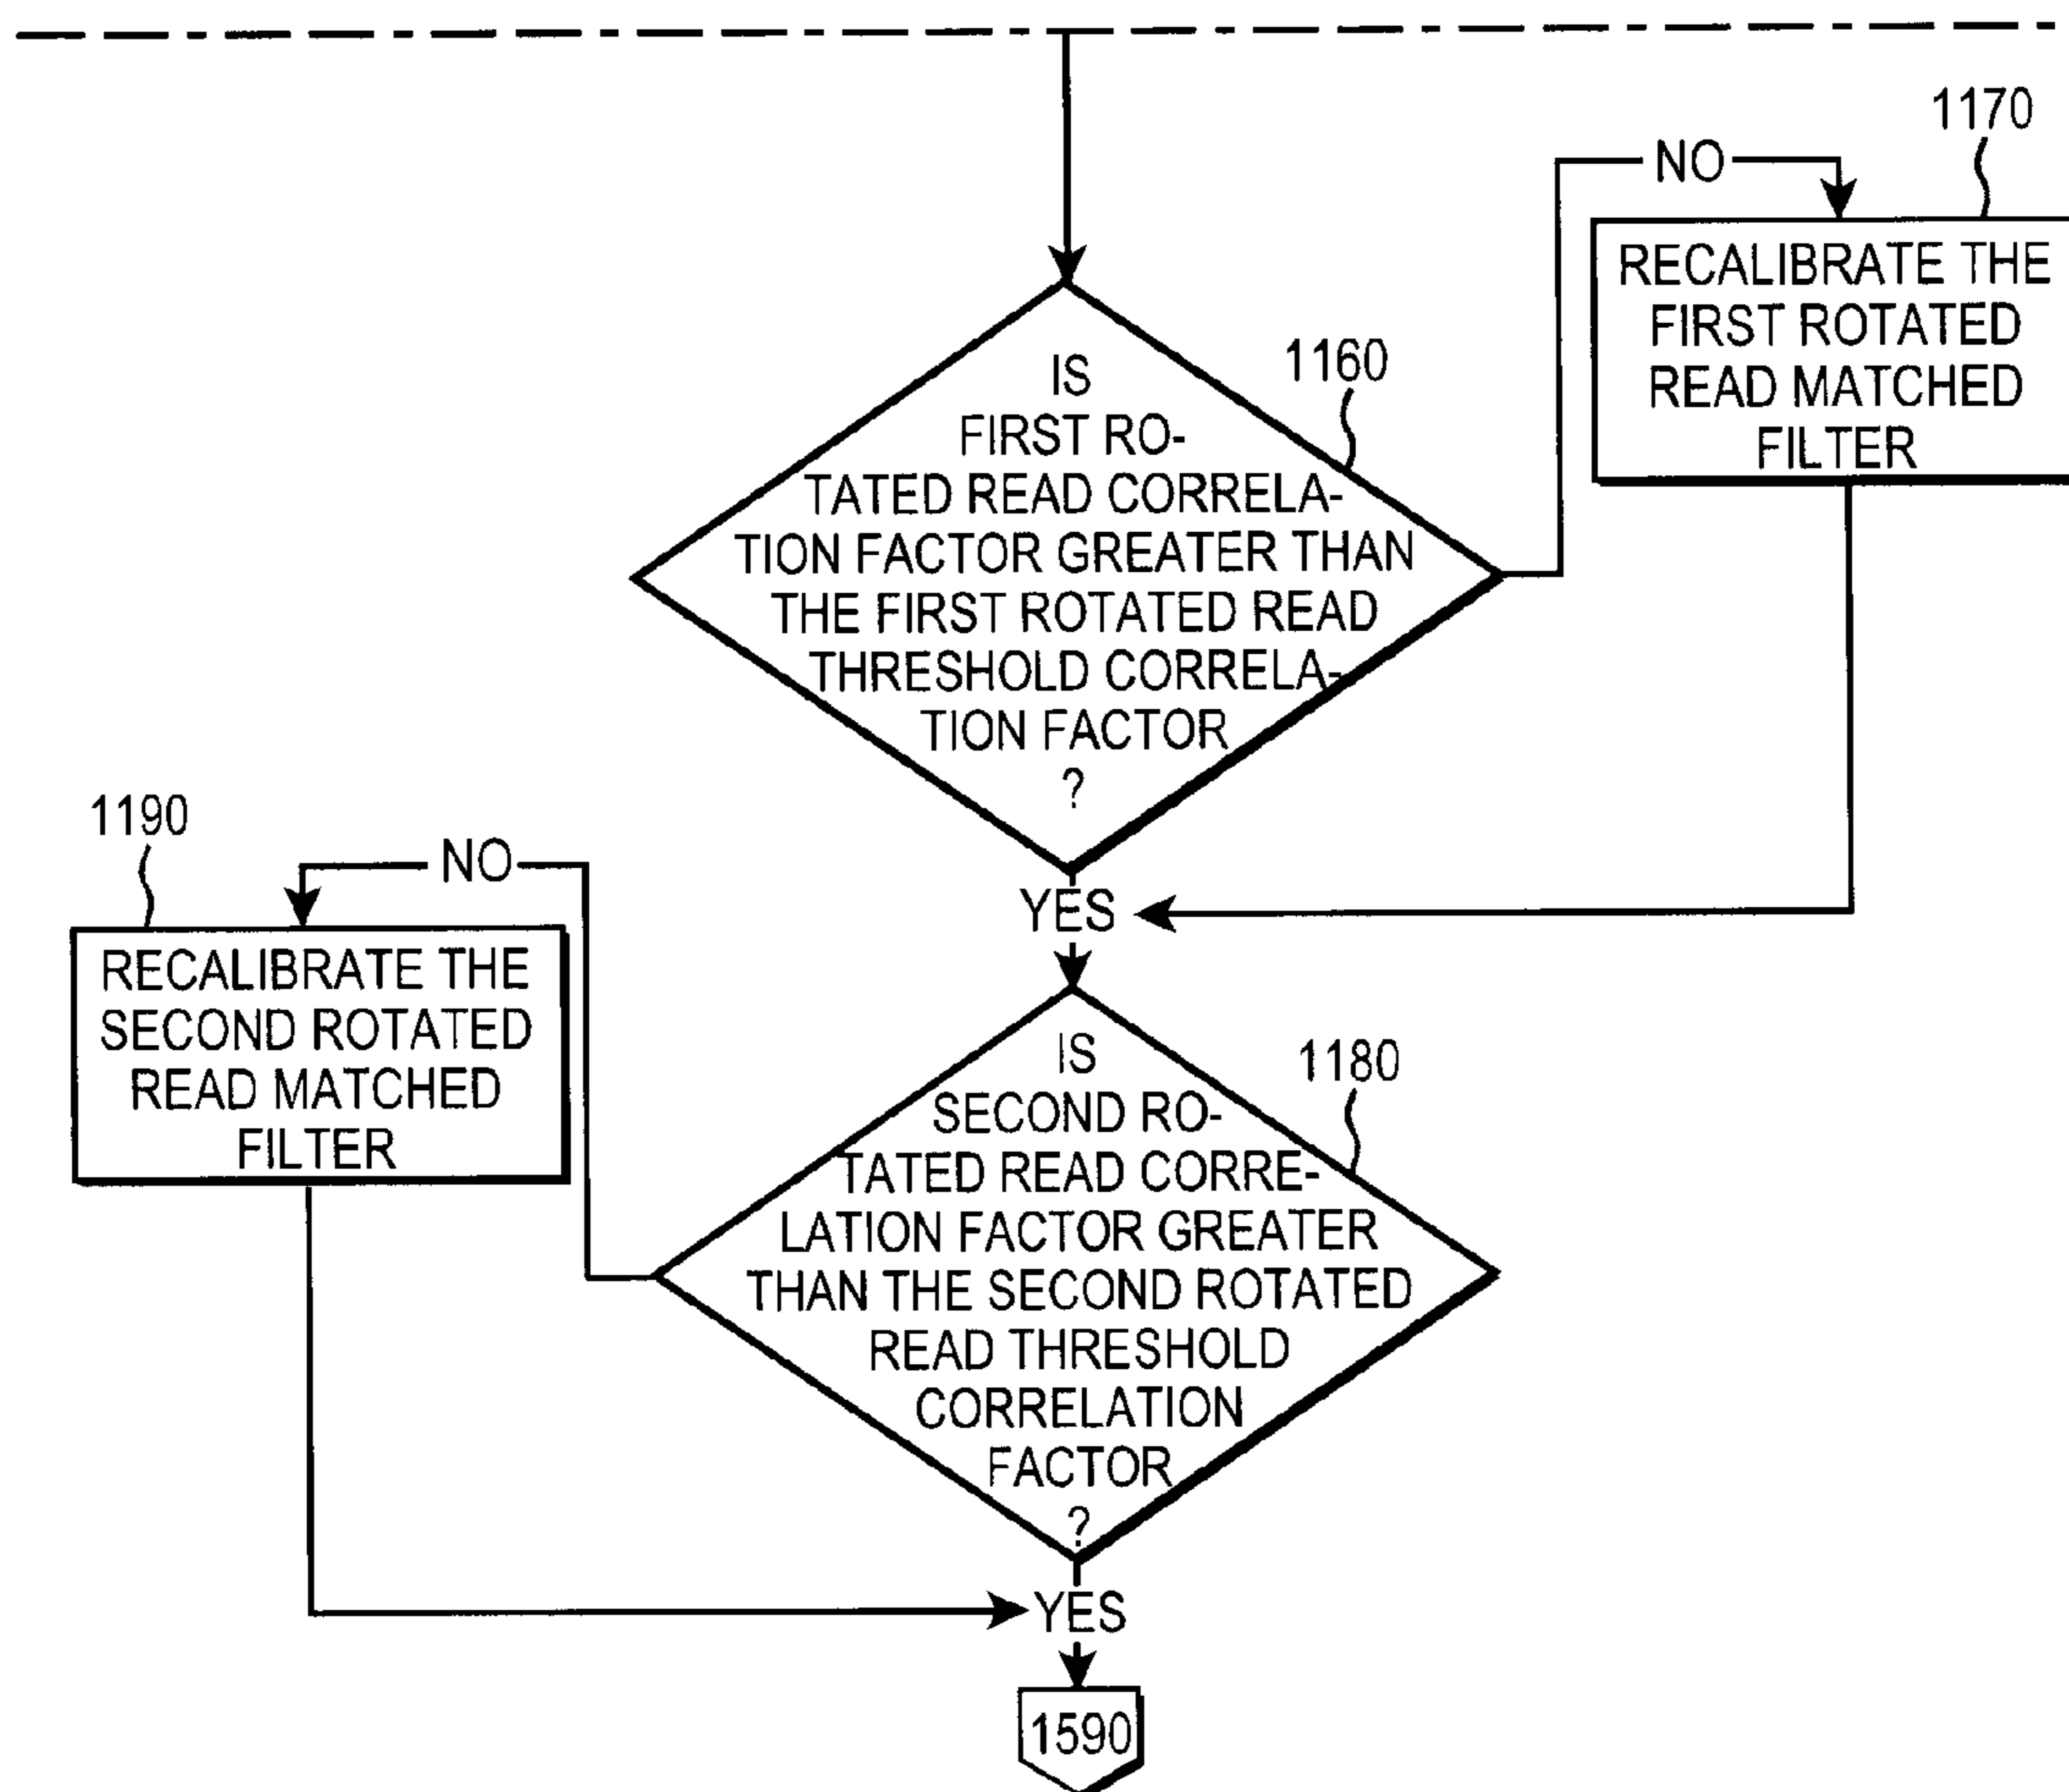 1170
NO
RECALIBRATE THE
FIRST ROTATED
READ MATCHED
FILTER
1160
IS
FIRST RO-
TATED READ CORRELA-
TION FACTOR GREATER THAN
THE FIRST ROTATED READ
THRESHOLD CORRELA-
TION FACTOR
?
YES
1190
NO
RECALIBRATE THE
SECOND ROTATED
READ MATCHED
FILTER
1180
IS
SECOND RO-
TATED READ CORRE-
LATION FACTOR GREATER
THAN THE SECOND ROTATED
READ THRESHOLD
CORRELATION
FACTOR
?
YES
1590